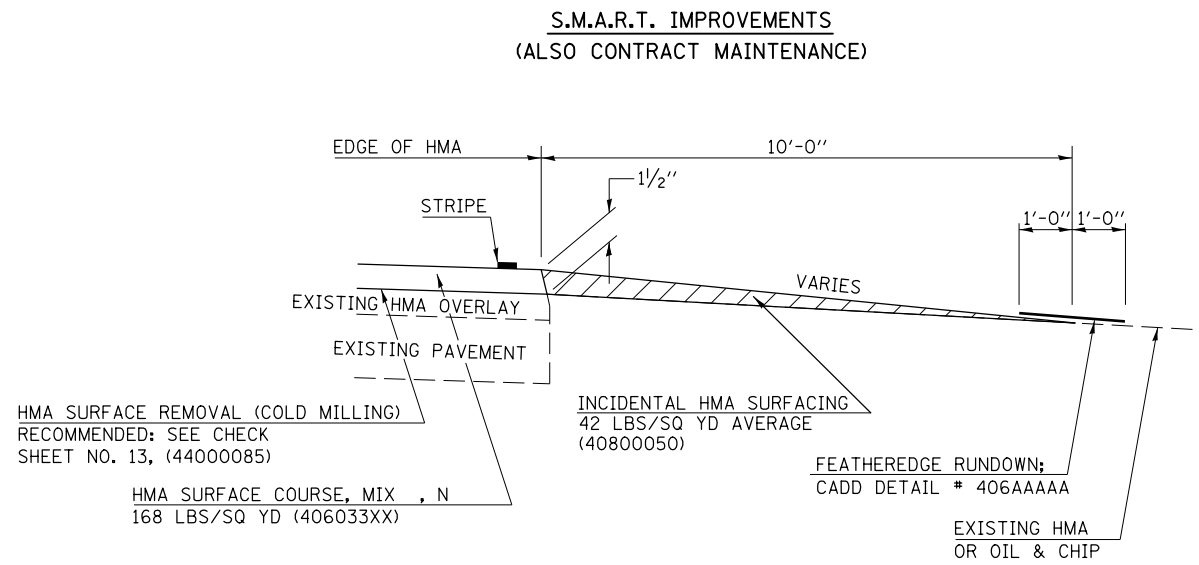 S.M.A.R.T. IMPROVEMENTS
(ALSO CONTRACT MAINTENANCE)
EDGE OF HMA
10'-0"
1 1/2"
STRIPE
1'-0"
1'-0"
VARIES
EXISTING HMA OVERLAY
EXISTING PAVEMENT
HMA SURFACE REMOVAL (COLD MILLING)
RECOMMENDED: SEE CHECK
SHEET NO. 13, (44000085)
INCIDENTAL HMA SURFACING
42 LBS/SQ YD AVERAGE
(40800050)
FEATHEREDGE RUNDOWN;
CADD DETAIL # 406AAAAA
HMA SURFACE COURSE, MIX , N
168 LBS/SQ YD (406033XX)
EXISTING HMA
OR OIL & CHIP